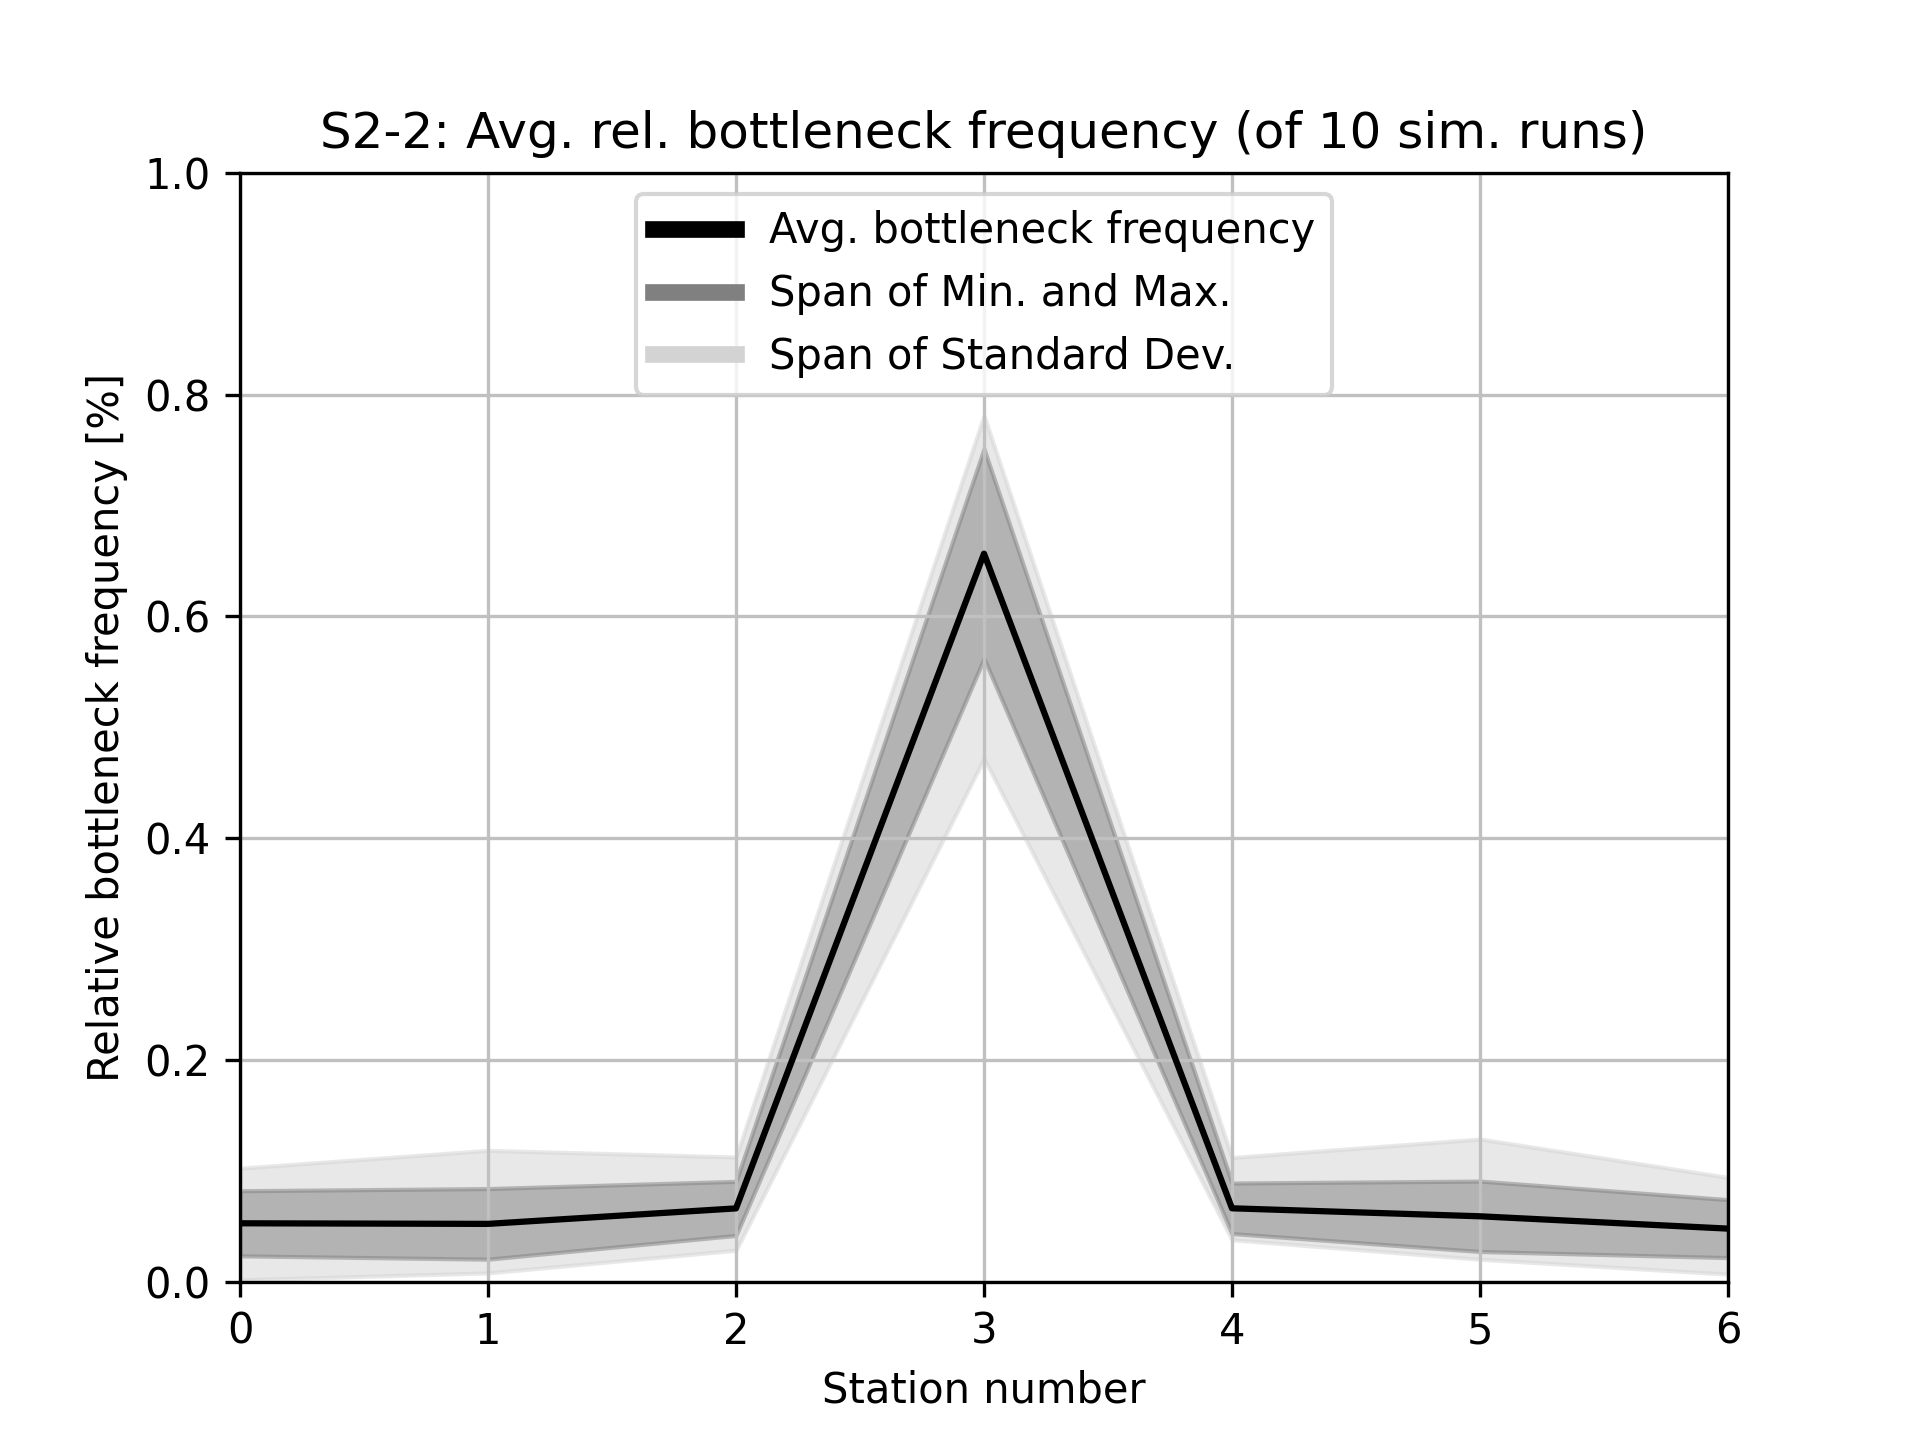 S2-2: Avg. rel. bottleneck frequency (of 10 sim. runs)
Avg. bottleneck frequency
Span of Min. and Max.
Span of Standard Dev.
Relative bottleneck frequency [%]
1.0
0.8
0.6
0.4
0.2
0.0
0 1 2 3 4 5 6
Station number